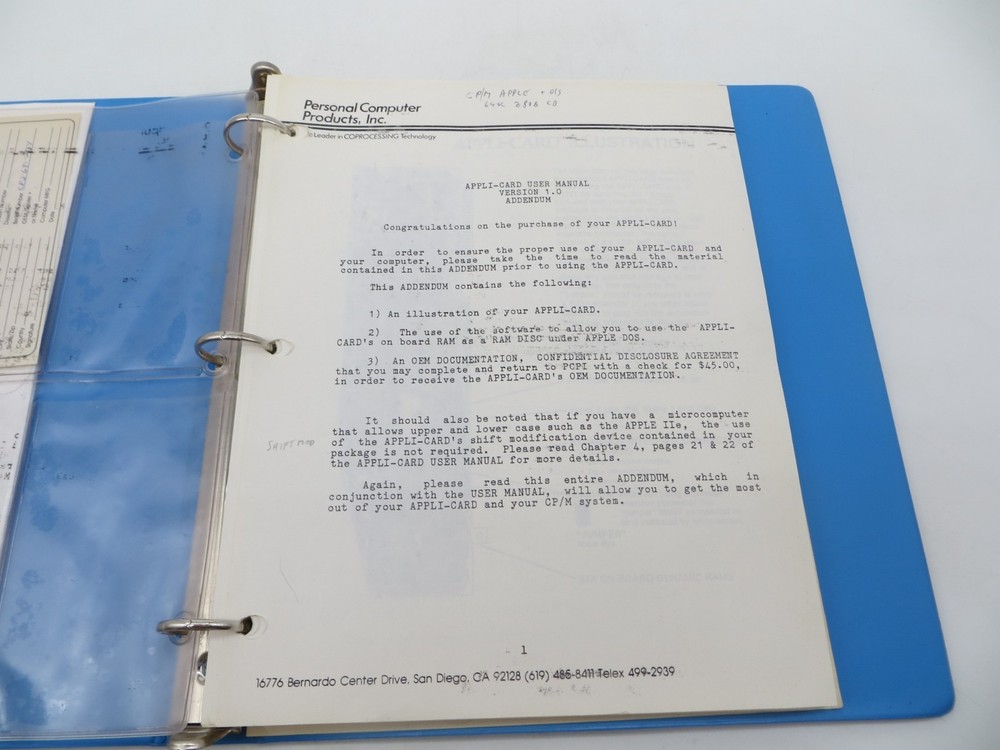 Personal Computer
Products, Inc.
a Leader in COPROCESSING Technology
CP/M APPLE
64K Z80B
APPLI-CARD ILLUSTRATION
APPLI-CARD USER MANUAL
VERSION 1.0
ADDENDUM
Congratulations on the purchase of your APPLI-CARD!
In order to ensure the proper use of your APPLI-CARD and
your computer, please take the time to read the material
contained in this ADDENDUM prior to using the APPLI-CARD.
This ADDENDUM contains the following:
1) An illustration of your APPLI-CARD.
2) The use of the software to allow you to use the APPLI-
CARD's on board RAM as a RAM DISC under APPLE DOS.
3) An OEM DOCUMENTATION, CONFIDENTIAL DISCLOSURE AGREEMENT
that you may complete and return to PCPI with a check for $45.00,
in order to receive the APPLI-CARD's OEM DOCUMENTATION.
It should also be noted that if you have a microcomputer
that allows upper and lower case such as the APPLE IIe, the use
of the APPLI-CARD's shift modification device contained in your
package is not required. Please read Chapter 4, pages 21 & 22 of
the APPLI-CARD USER MANUAL for more details.
SHIFT MOD
Again, please read this entire ADDENDUM, which in
conjunction with the USER MANUAL, will allow you to get the most
out of your APPLI-CARD and your CP/M system.
1
16776 Bernardo Center Drive, San Diego, CA 92128 (619) 485-8411 Telex 499-2939